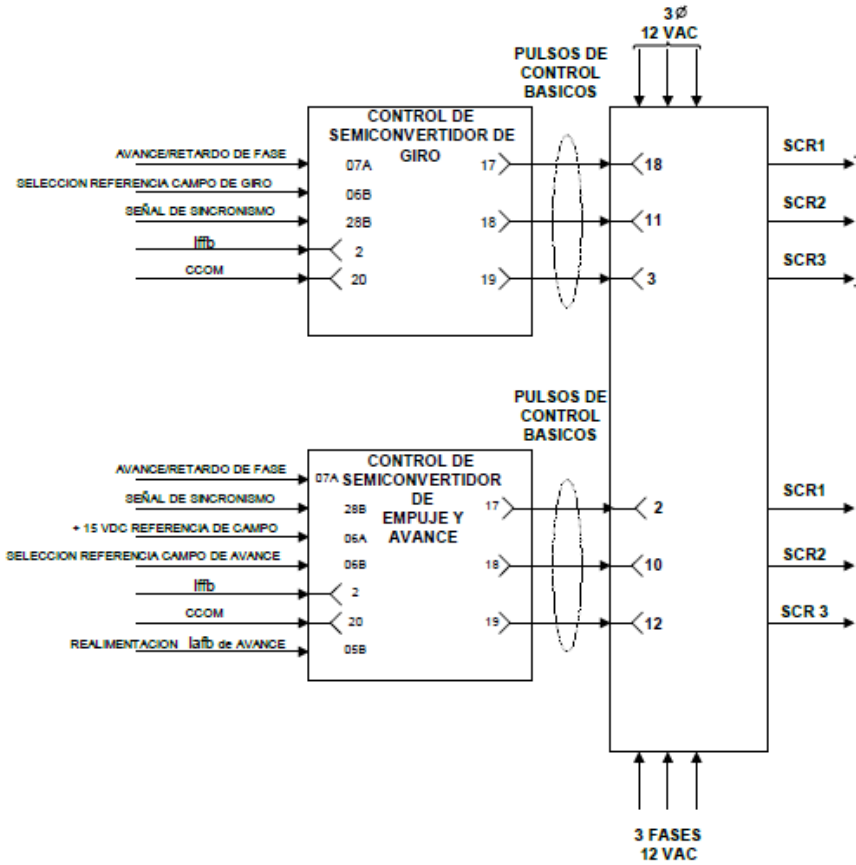 3Ø
12 VAC
PULSOS DE
CONTROL
BASICOS
CONTROL DE
SEMICONVERTIDOR DE
GIRO
AVANCE/RETARDO DE FASE
07A
17
18
SCR1
SELECCION REFERENCIA CAMPO DE GIRO
06B
SEÑAL DE SINCRONISMO
28B
18
11
SCR2
Iffb
2
CCOM
20
19
3
SCR3
PULSOS DE
CONTROL
BASICOS
CONTROL DE
SEMICONVERTIDOR
DE
EMPUJE Y
AVANCE
AVANCE/RETARDO DE FASE
07A
SEÑAL DE SINCRONISMO
28B
17
2
SCR1
+ 15 VDC REFERENCIA DE CAMPO
06A
SELECCION REFERENCIA CAMPO DE AVANCE
06B
18
10
SCR2
Iffb
2
CCOM
20
19
12
SCR 3
REALIMENTACION Iafb de AVANCE
05B
3 FASES
12 VAC